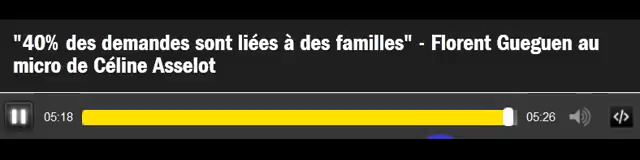 "40% des demandes sont liées à des familles" - Florent Gueguen au
micro de Céline Asselot
05:18 05:26 </>